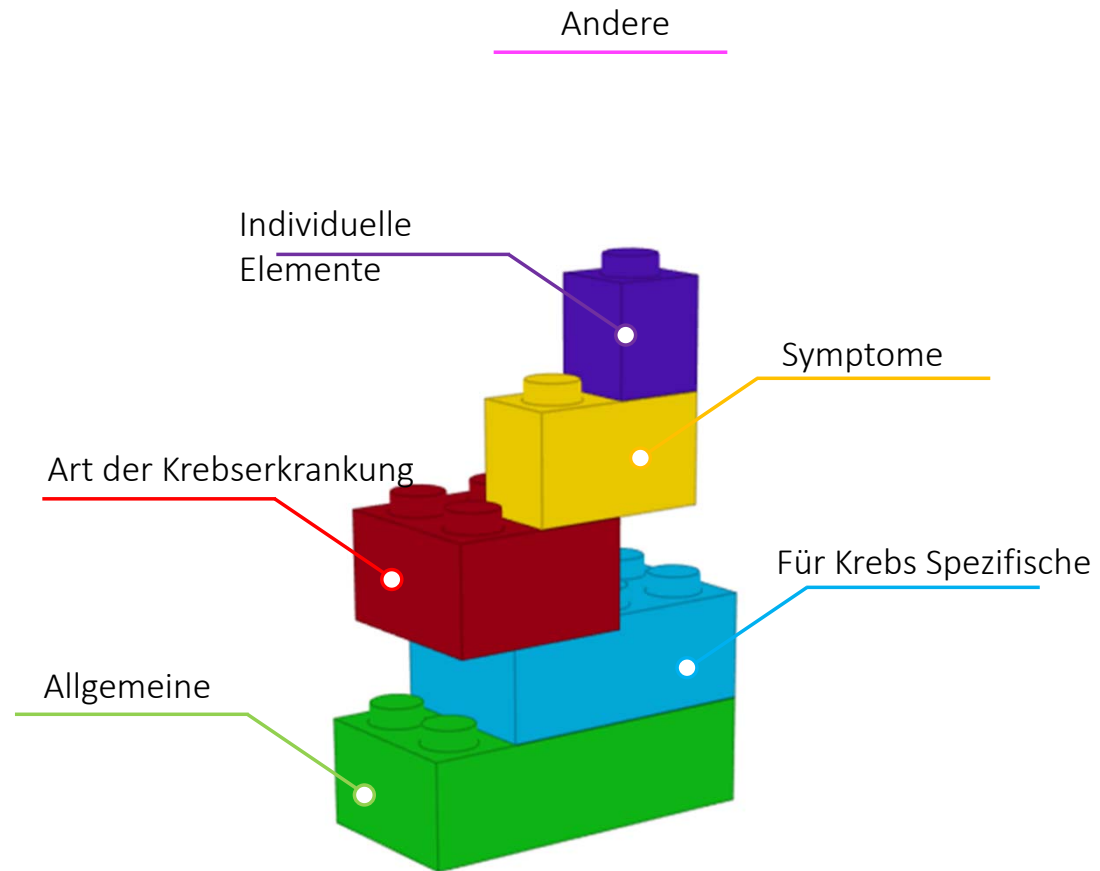 Andere
Individuelle
Elemente
Symptome
Art der Krebserkrankung
Für Krebs Spezifische
Allgemeine